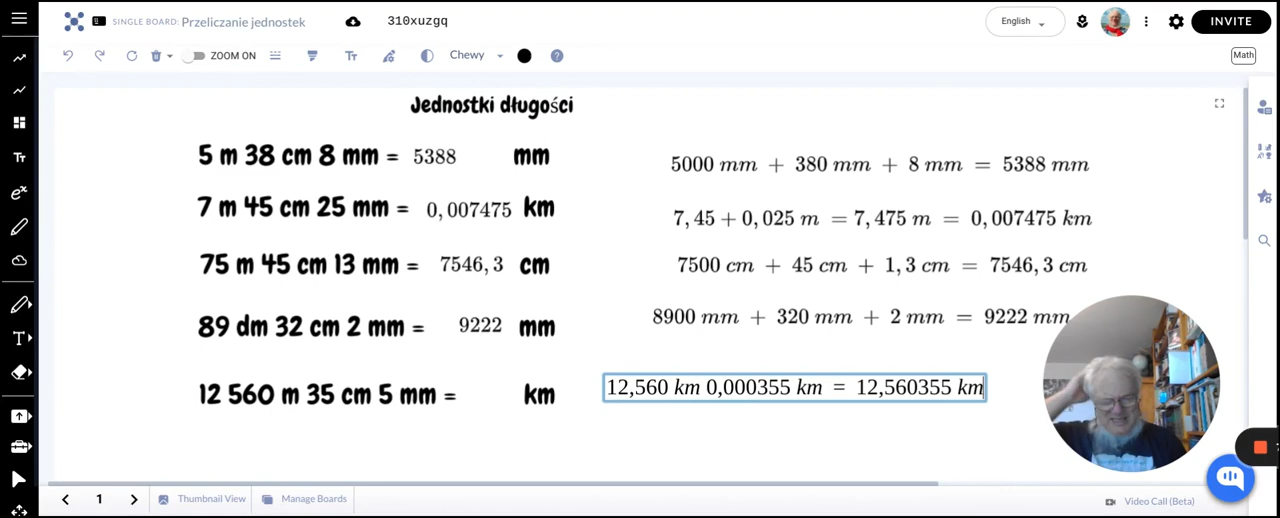 SINGLE BOARD: Przeliczanie jednostek 310xuzgq English INVITE
ZOOM ON Chewy Math
Jednostki długości
5 m 38 cm 8 mm = 5388 mm 5000 mm + 380 mm + 8 mm = 5388 mm
7 m 45 cm 25 mm = 0,007475 km 7,45 + 0,025 m = 7,475 m = 0,007475 km
75 m 45 cm 13 mm = 7546,3 cm 7500 cm + 45 cm + 1,3 cm = 7546,3 cm
89 dm 32 cm 2 mm = 9222 mm 8900 mm + 320 mm + 2 mm = 9222 mm
12 560 m 35 cm 5 mm = km 12,560 km 0,000355 km = 12,560355 km
1 Thumbnail View Manage Boards Video Call (Beta)